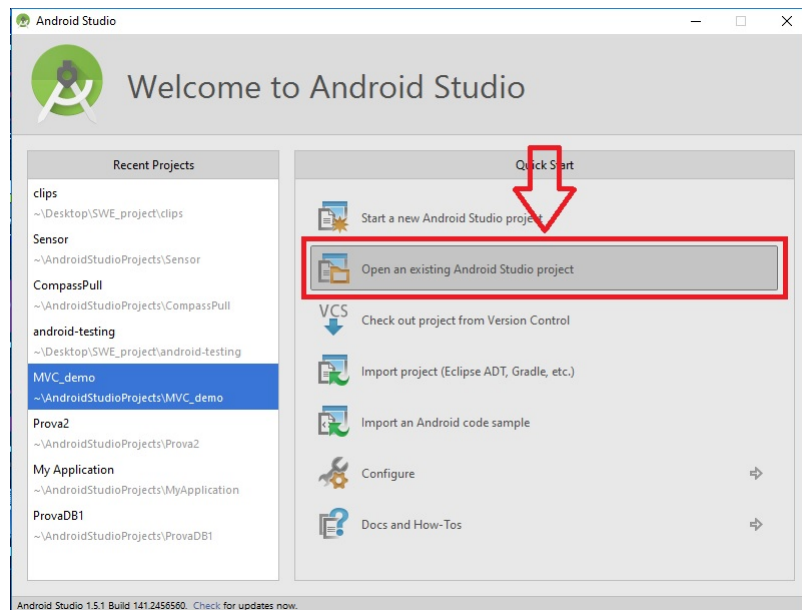 Android Studio
Welcome to Android Studio
Recent Projects
clips
~\Desktop\SWE_project\clips
Sensor
~\AndroidStudioProjects\Sensor
CompassPull
~\AndroidStudioProjects\CompassPull
android-testing
~\Desktop\SWE_project\android-testing
MVC_demo
~\AndroidStudioProjects\MVC_demo
Prova2
~\AndroidStudioProjects\Prova2
My Application
~\AndroidStudioProjects\MyApplication
ProvaDB1
~\AndroidStudioProjects\ProvaDB1
Quick Start
Start a new Android Studio project
Open an existing Android Studio project
VCS
Check out project from Version Control
Import project (Eclipse ADT, Gradle, etc.)
Import an Android code sample
Configure
Docs and How-Tos
Android Studio 1.5.1 Build 141.2456560. Check for updates now.